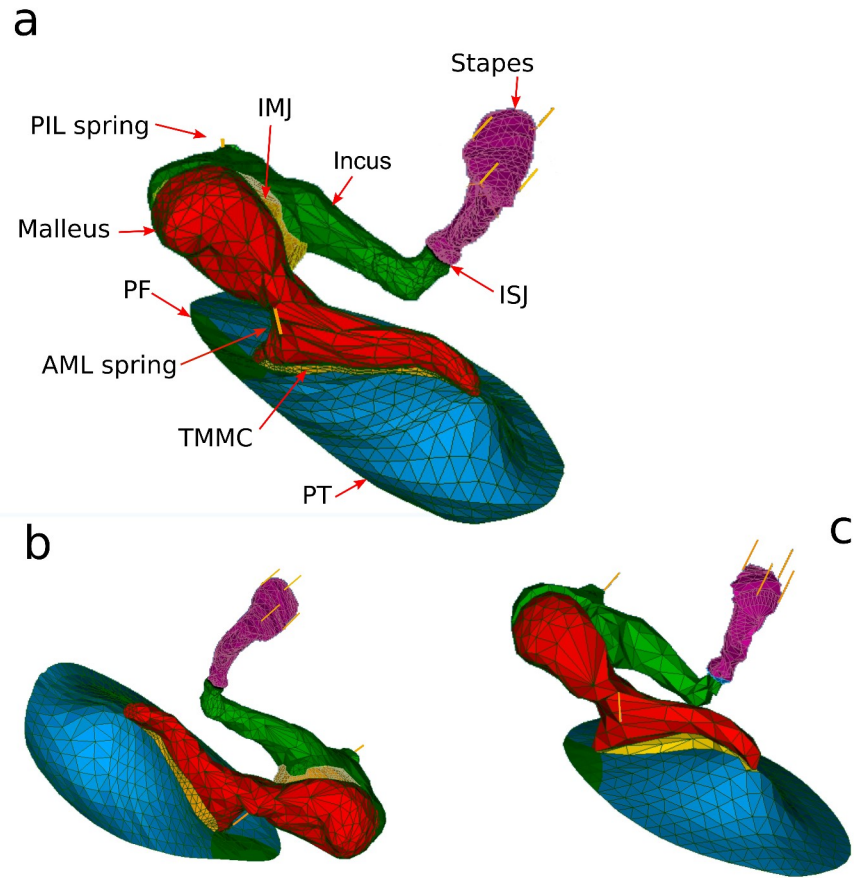 a
Stapes
IMJ
PIL spring
Incus
Malleus
PF
ISJ
AML spring
TMMC
PT
b
c